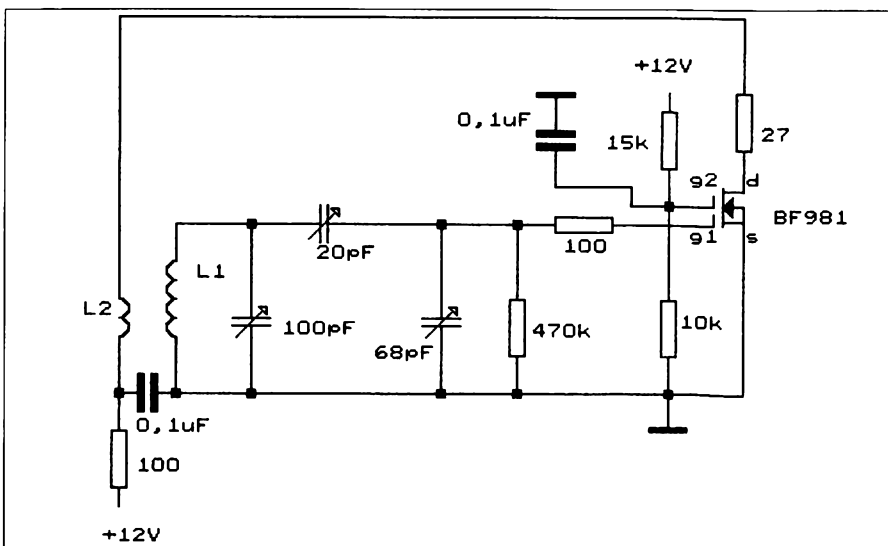 +12V
0,1uF
15k
27
g2
d
BF981
g1
s
100
20pF
L1
L2
100pF
68pF
470k
10k
0,1uF
100
+12V